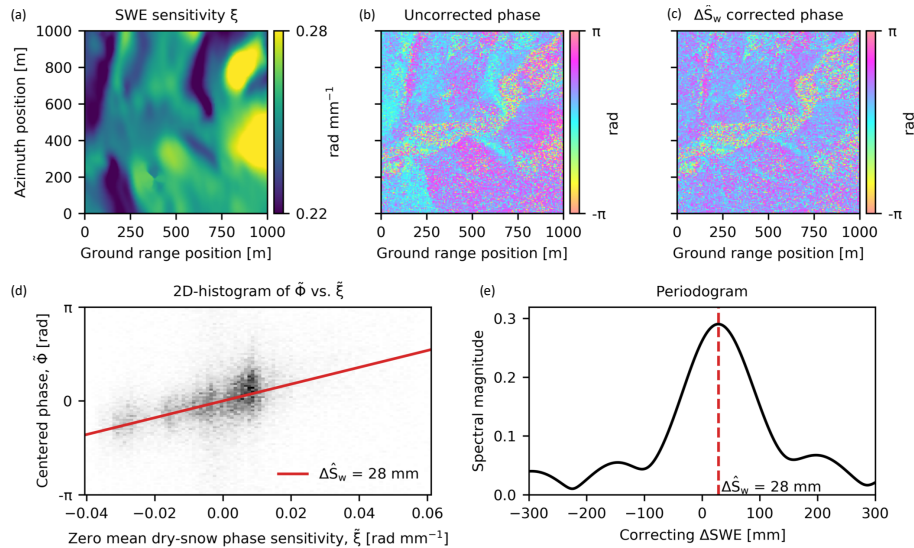 (a)
SWE sensitivity ξ
1000
800
600
400
200
0
0
250
500
750
1000
Azimuth position [m]
Ground range position [m]
0.28
0.22
rad mm⁻¹
(b)
Uncorrected phase
0
250
500
750
1000
Ground range position [m]
π
-π
rad
(c)
ΔŜ_w corrected phase
0
250
500
750
1000
Ground range position [m]
π
-π
rad
(d)
2D-histogram of Φ̃ vs. ξ̃
π
0
-π
Centered phase, Φ̃ [rad]
ΔŜ_w = 28 mm
−0.04
−0.02
0.00
0.02
0.04
0.06
Zero mean dry-snow phase sensitivity, ξ̃ [rad mm⁻¹]
(e)
Periodogram
0.3
0.2
0.1
0.0
Spectral magnitude
ΔŜ_w = 28 mm
−300
−200
−100
0
100
200
300
Correcting ΔSWE [mm]